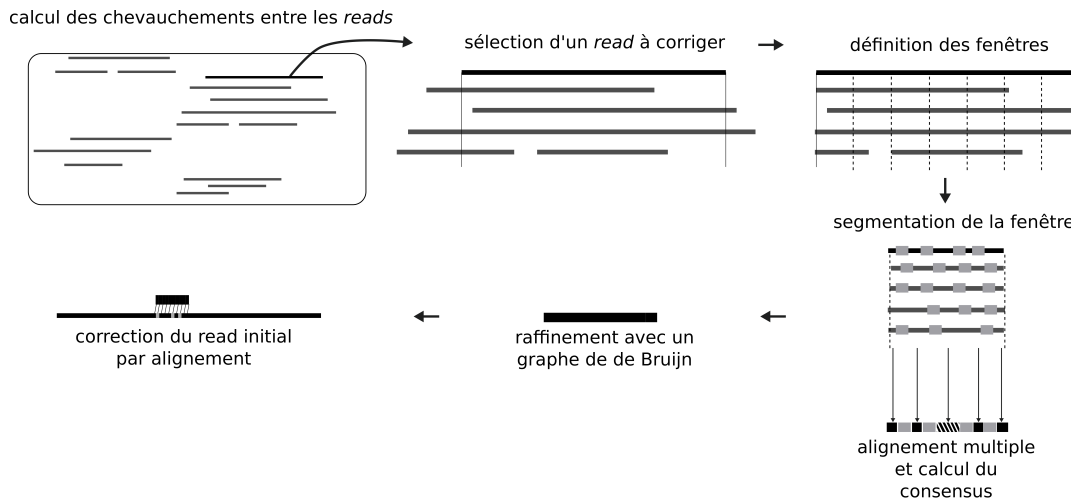 calcul des chevauchements entre les reads
sélection d'un read à corriger
définition des fenêtres
segmentation de la fenêtre
correction du read initial
par alignement
raffinement avec un
graphe de de Bruijn
alignement multiple
et calcul du
consensus